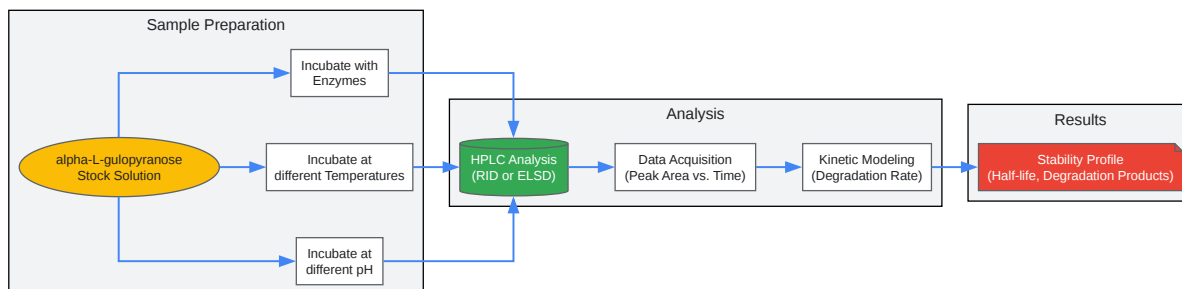 Sample Preparation
Incubate with
Enzymes
alpha-L-gulopyranose
Stock Solution
Incubate at
different Temperatures
Incubate at
different pH
Analysis
HPLC Analysis
(RID or ELSD)
Data Acquisition
(Peak Area vs. Time)
Kinetic Modeling
(Degradation Rate)
Results
Stability Profile
(Half-life, Degradation Products)